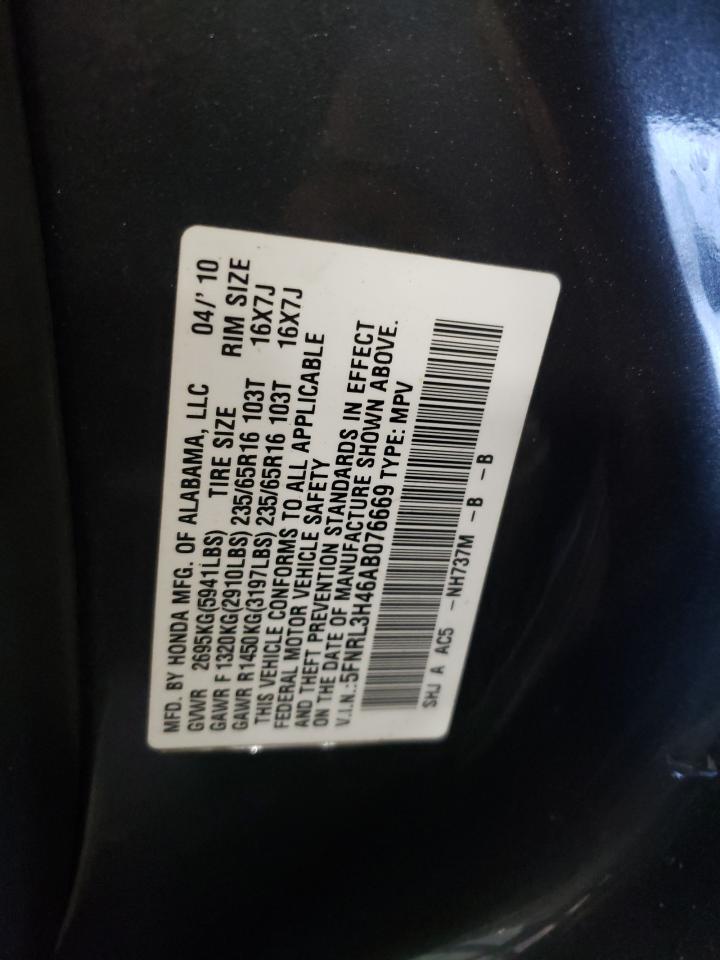 MFD. BY HONDA MFG. OF ALABAMA, LLC 04/' 10
GVWR 2695KG(5941LBS) TIRE SIZE RIM SIZE
GAWR F 1320KG(2910LBS) 235/65R16 103T 16X7J
GAWR R1450KG(3197LBS) 235/65R16 103T 16X7J
THIS VEHICLE CONFORMS TO ALL APPLICABLE
FEDERAL MOTOR VEHICLE SAFETY
AND THEFT PREVENTION STANDARDS IN EFFECT
ON THE DATE OF MANUFACTURE SHOWN ABOVE.
V.I.N.:5FNRL3H46AB076669 TYPE: MPV
SHJ A AC5 -NH737M - B - B